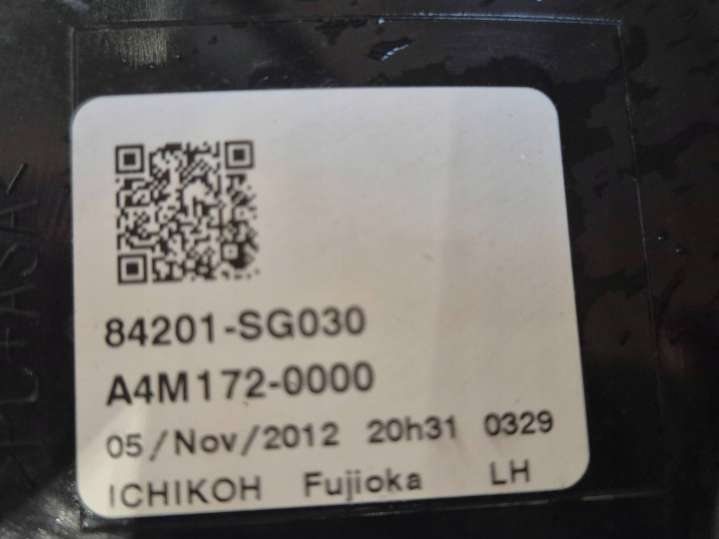 84201-SG030
A4M172-0000
05/Nov/2012 20h31 0329
ICHIKOH Fujioka LH